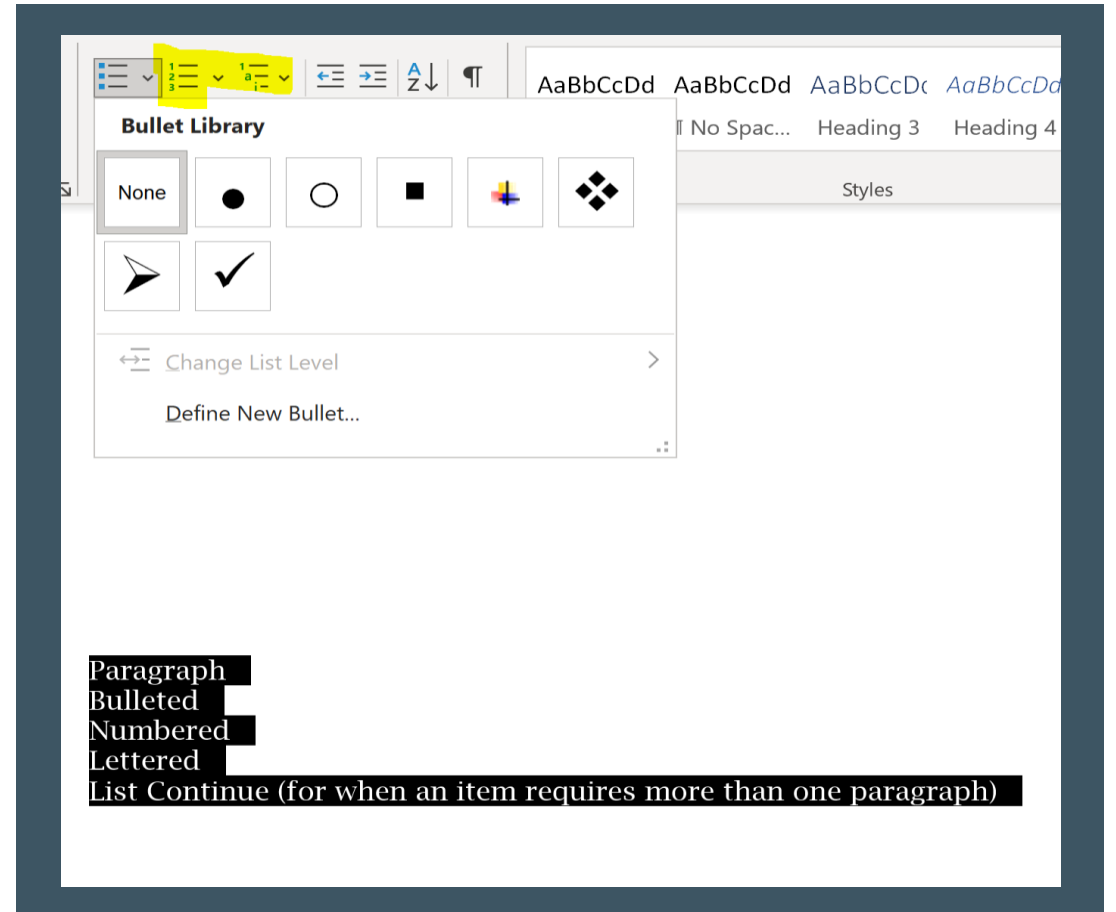 AaBbCcDd AaBbCcDd AaBbCcDc AaBbCcDd
Bullet Library
¶ No Spac... Heading 3 Heading 4
None
Styles
Change List Level
Define New Bullet...
Paragraph
Bulleted
Numbered
Lettered
List Continue (for when an item requires more than one paragraph)